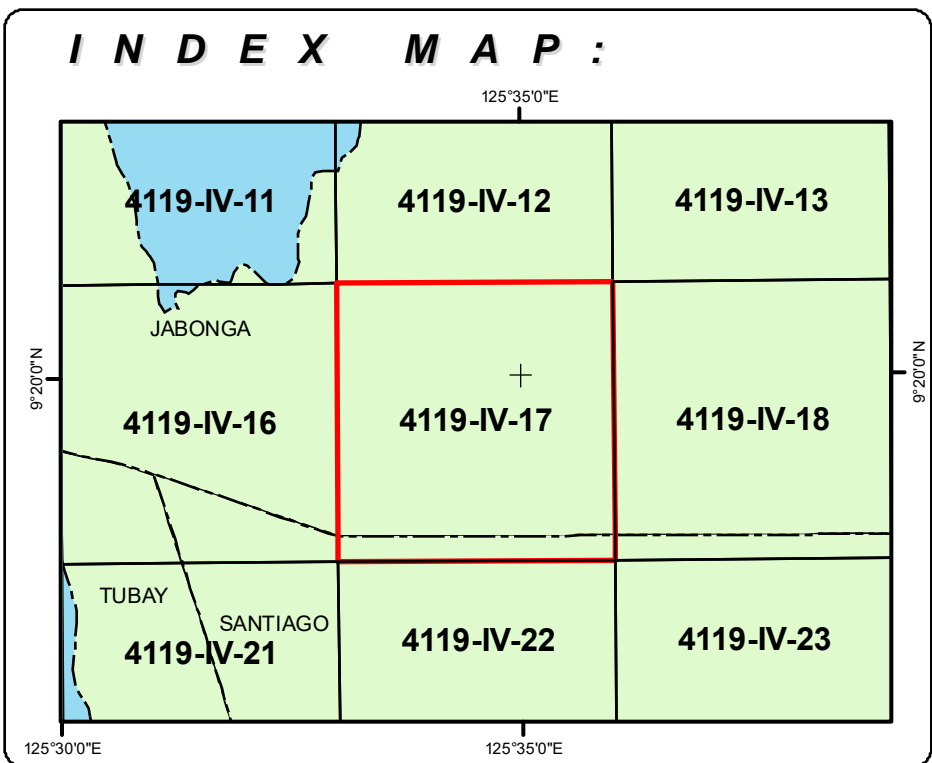 INDEX MAP:
125°35'0"E
4119-IV-11
4119-IV-12
4119-IV-13
JABONGA
9°20'0"N
9°20'0"N
4119-IV-16
4119-IV-17
4119-IV-18
TUBAY
SANTIAGO
4119-IV-21
4119-IV-22
4119-IV-23
125°30'0"E
125°35'0"E